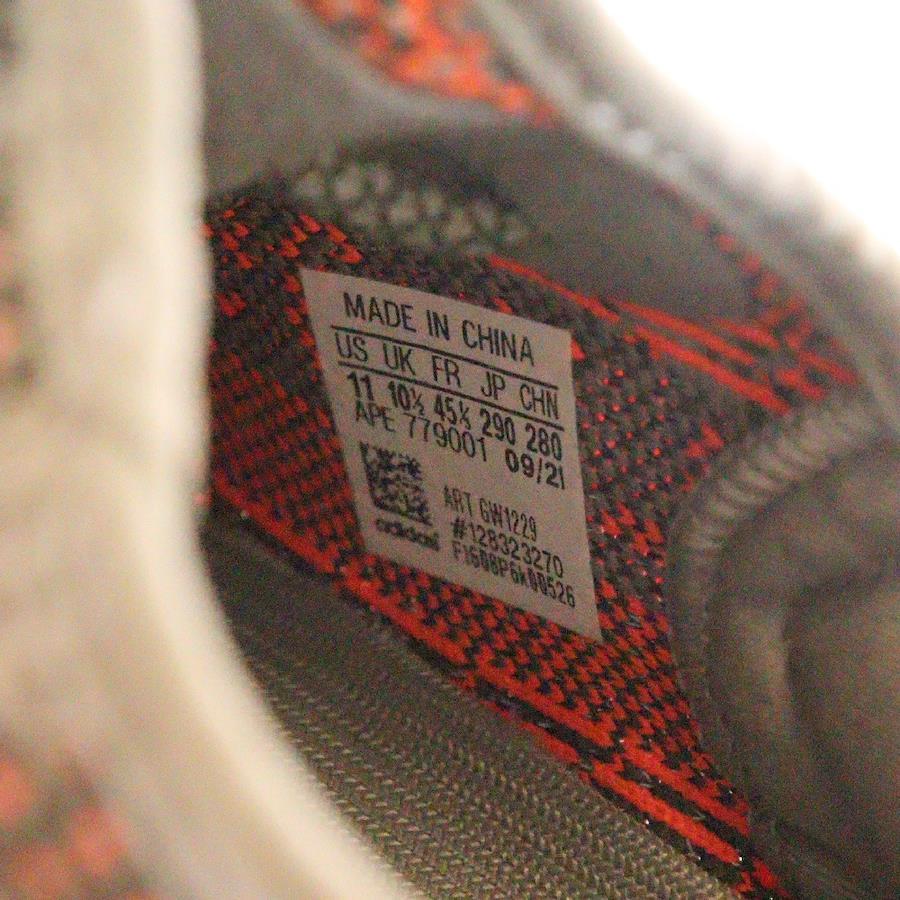 MADE IN CHINA
US UK FR JP CHN
11 10½ 45⅓ 290 280
APE 779001 09/21
ART GW1229
#128323270
F1608P6k00526
adidas